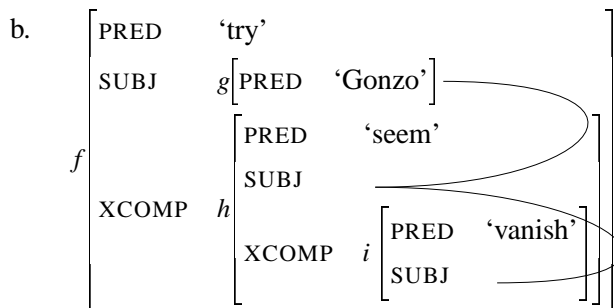 b.
PRED ‘try’
SUBJ g[PRED ‘Gonzo’]
PRED ‘seem’
f
SUBJ
XCOMP h
PRED ‘vanish’
XCOMP i
SUBJ